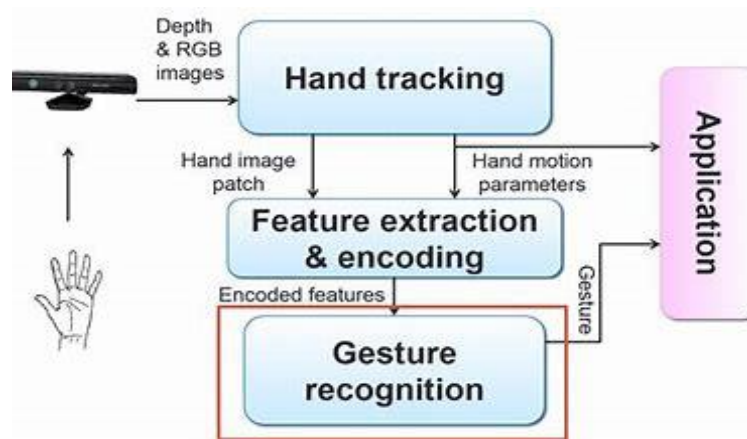 Depth
& RGB
images
Hand tracking
Hand image
patch
Hand motion
parameters
Application
Feature extraction
& encoding
Encoded features
Gesture
Gesture
recognition